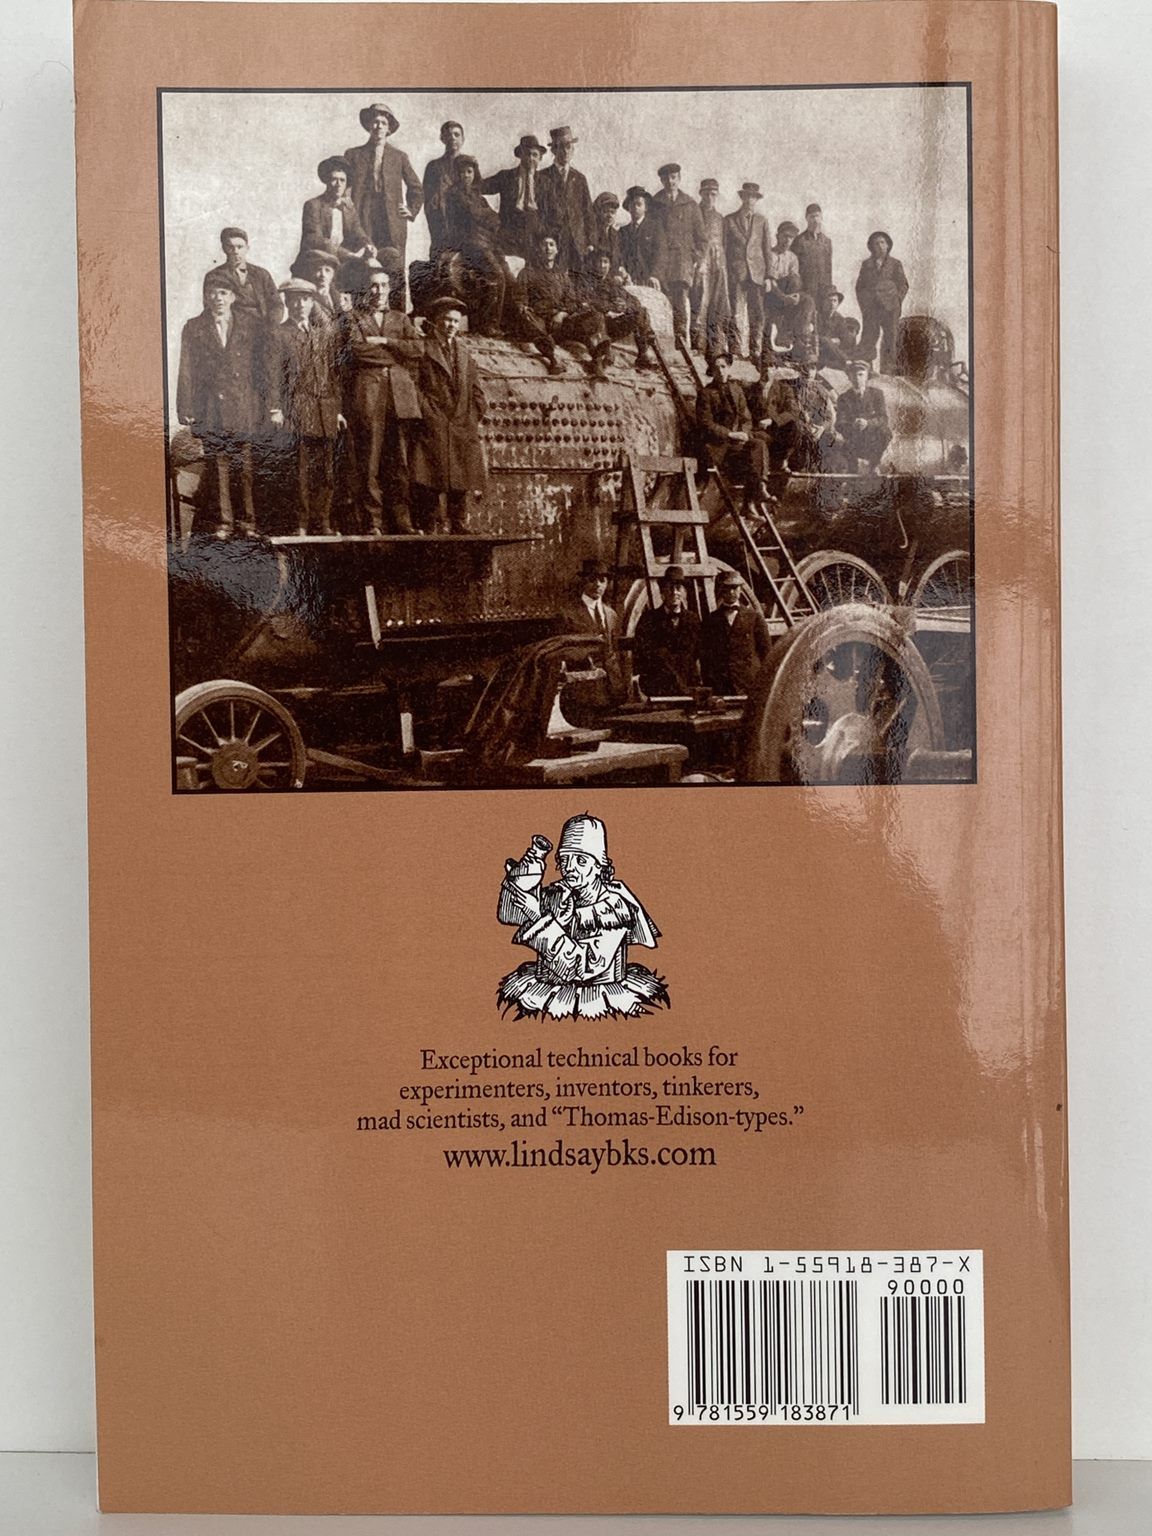 Exceptional technical books for
experimenters, inventors, tinkerers,
mad scientists, and “Thomas-Edison-types.”
www.lindsaybks.com
ISBN 1-55918-387-X
90000
9 781559 183871